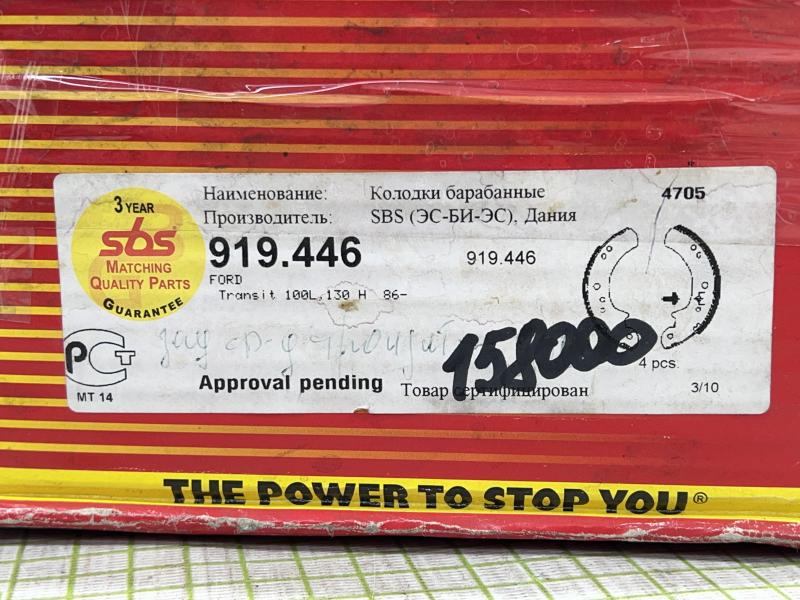 3 YEAR
sbs
MATCHING
QUALITY PARTS
GUARANTEE
Наименование: Колодки барабанные 4705
Производитель: SBS (ЭС-БИ-ЭС), Дания
919.446 919.446
FORD
Transit 100L,130 H 86-
158000
4 pcs.
РСТ
Approval pending Товар сертифицирован 3/10
МТ 14
THE POWER TO STOP YOU®